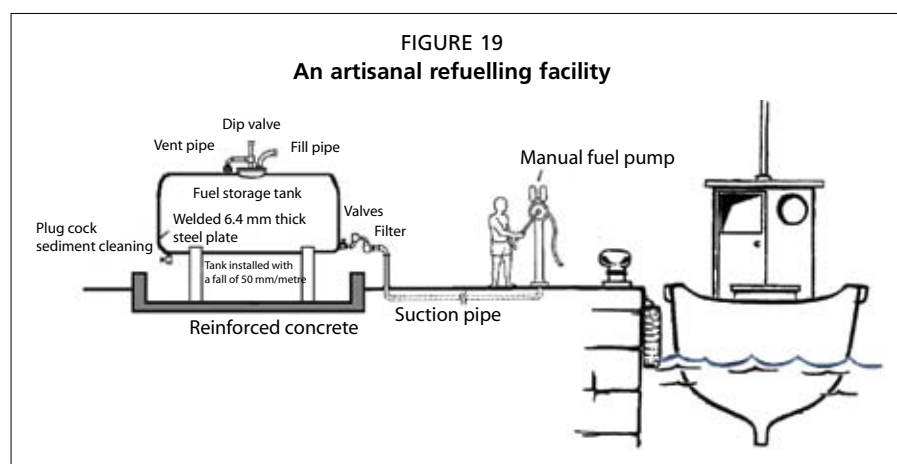 FIGURE 19
An artisanal refuelling facility
Dip valve
Vent pipe
Fill pipe
Manual fuel pump
Fuel storage tank
Welded 6.4 mm thick
steel plate
Valves
Filter
Plug cock
sediment cleaning
Tank installed with
a fall of 50 mm/metre
Suction pipe
Reinforced concrete